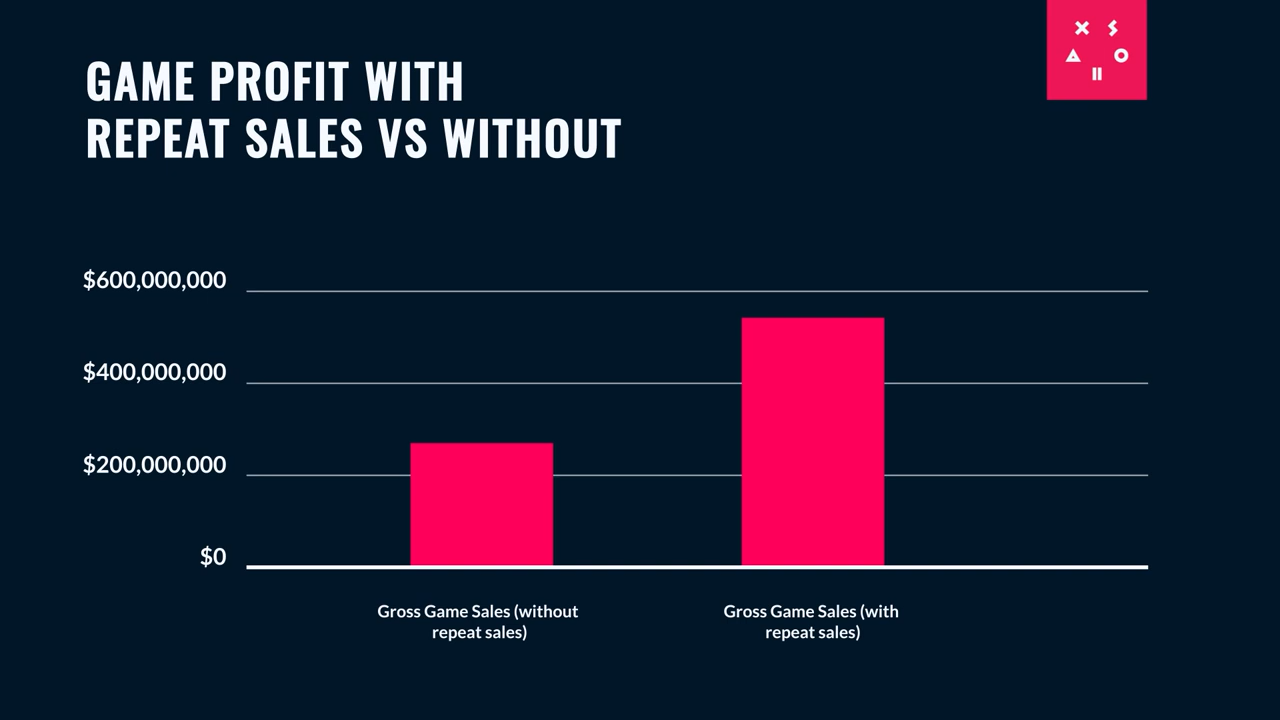 GAME PROFIT WITH
REPEAT SALES VS WITHOUT
$600,000,000
$400,000,000
$200,000,000
$0
Gross Game Sales (without
repeat sales)
Gross Game Sales (with
repeat sales)